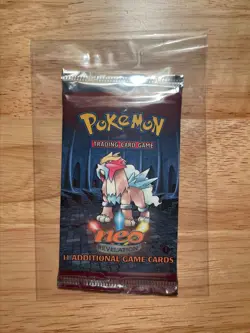 POKéMON
TRADING CARD GAME
neo
REVELATION
11 ADDITIONAL GAME CARDS